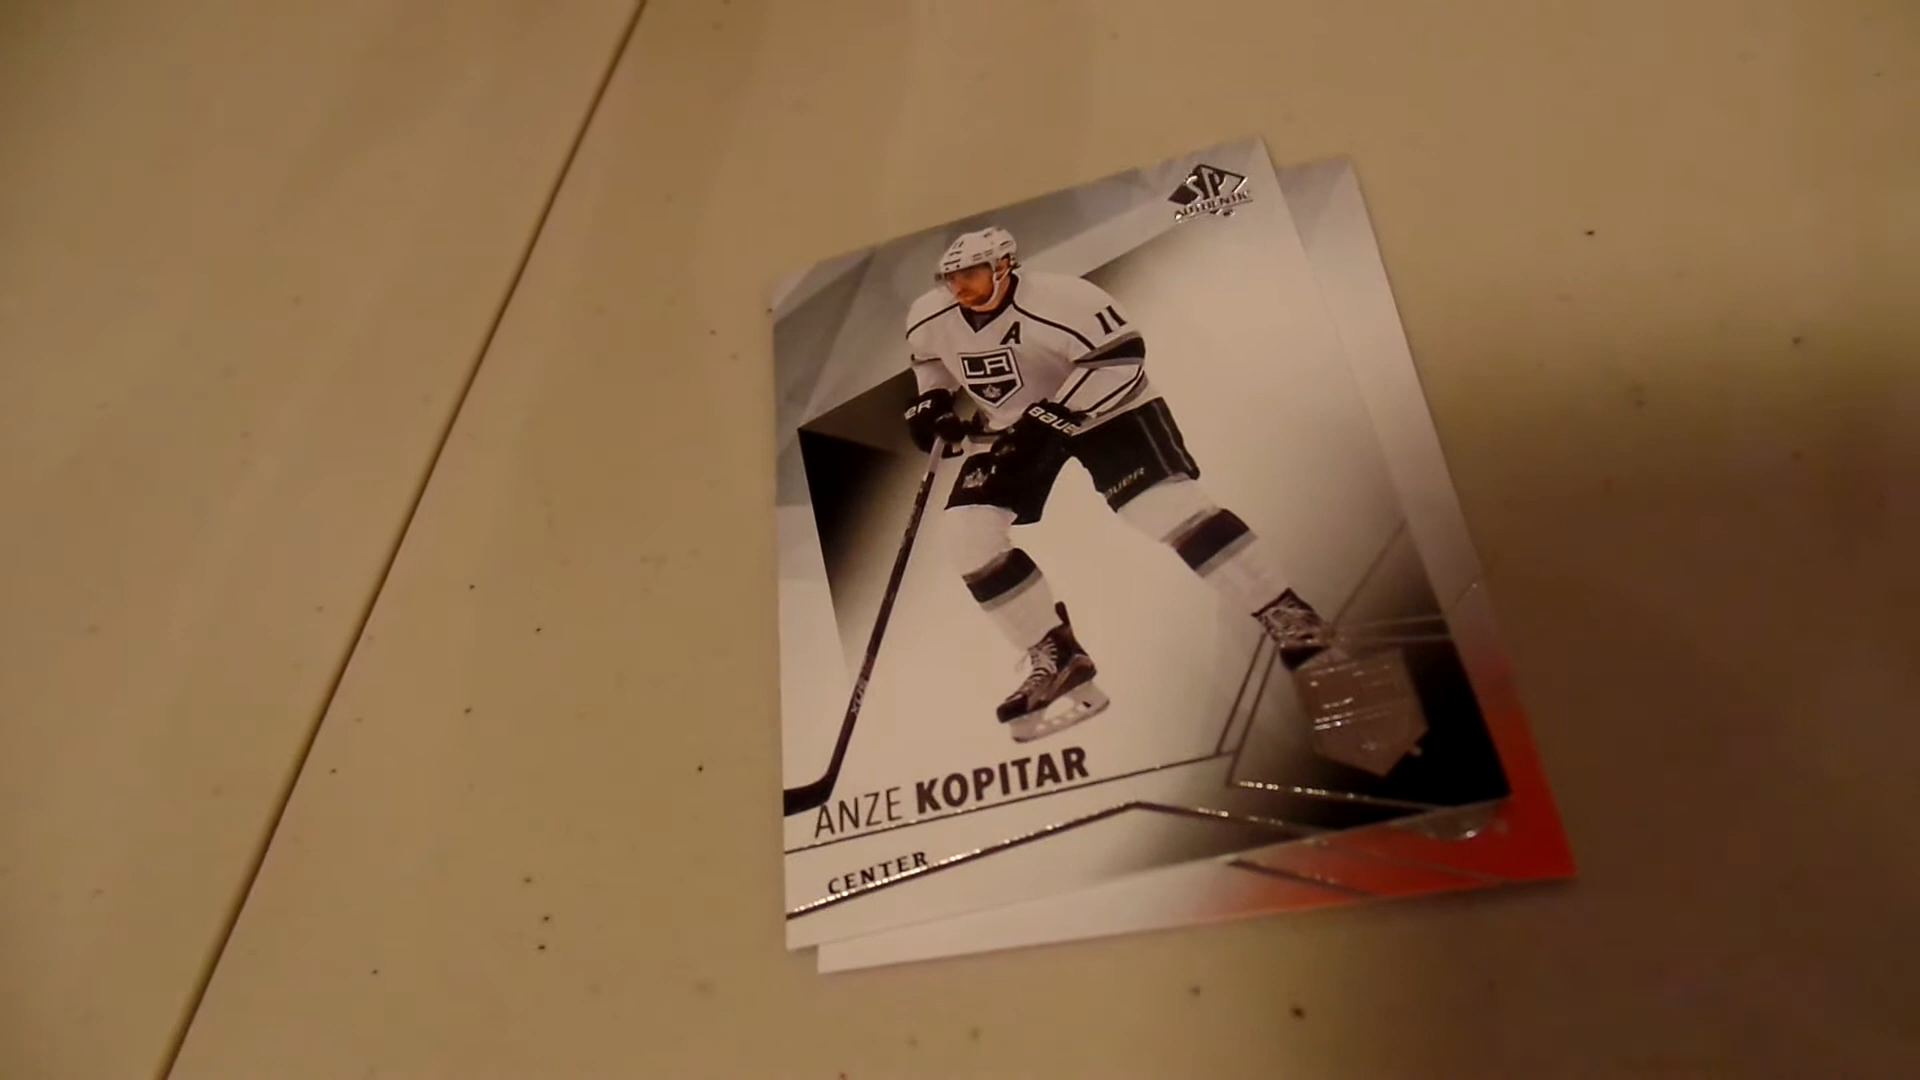 SP
AUTHENTIC
11
A
LA
BAUER
BAUER
ANZE KOPITAR
CENTER